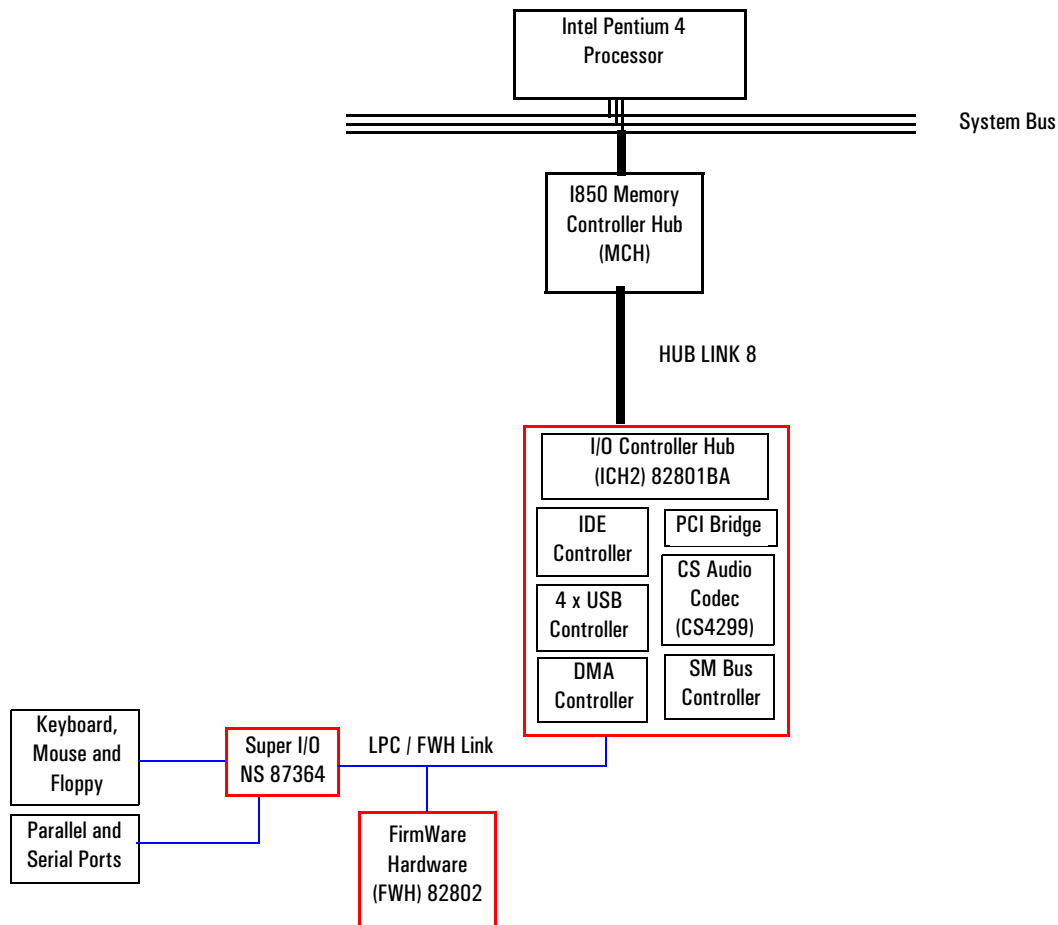 Intel Pentium 4
Processor
System Bus
I850 Memory
Controller Hub
(MCH)
HUB LINK 8
I/O Controller Hub
(ICH2) 82801BA
IDE
Controller
PCI Bridge
CS Audio
Codec
(CS4299)
4 x USB
Controller
DMA
Controller
SM Bus
Controller
Keyboard,
Mouse and
Floppy
Super I/O
NS 87364
LPC / FWH Link
Parallel and
Serial Ports
FirmWare
Hardware
(FWH) 82802